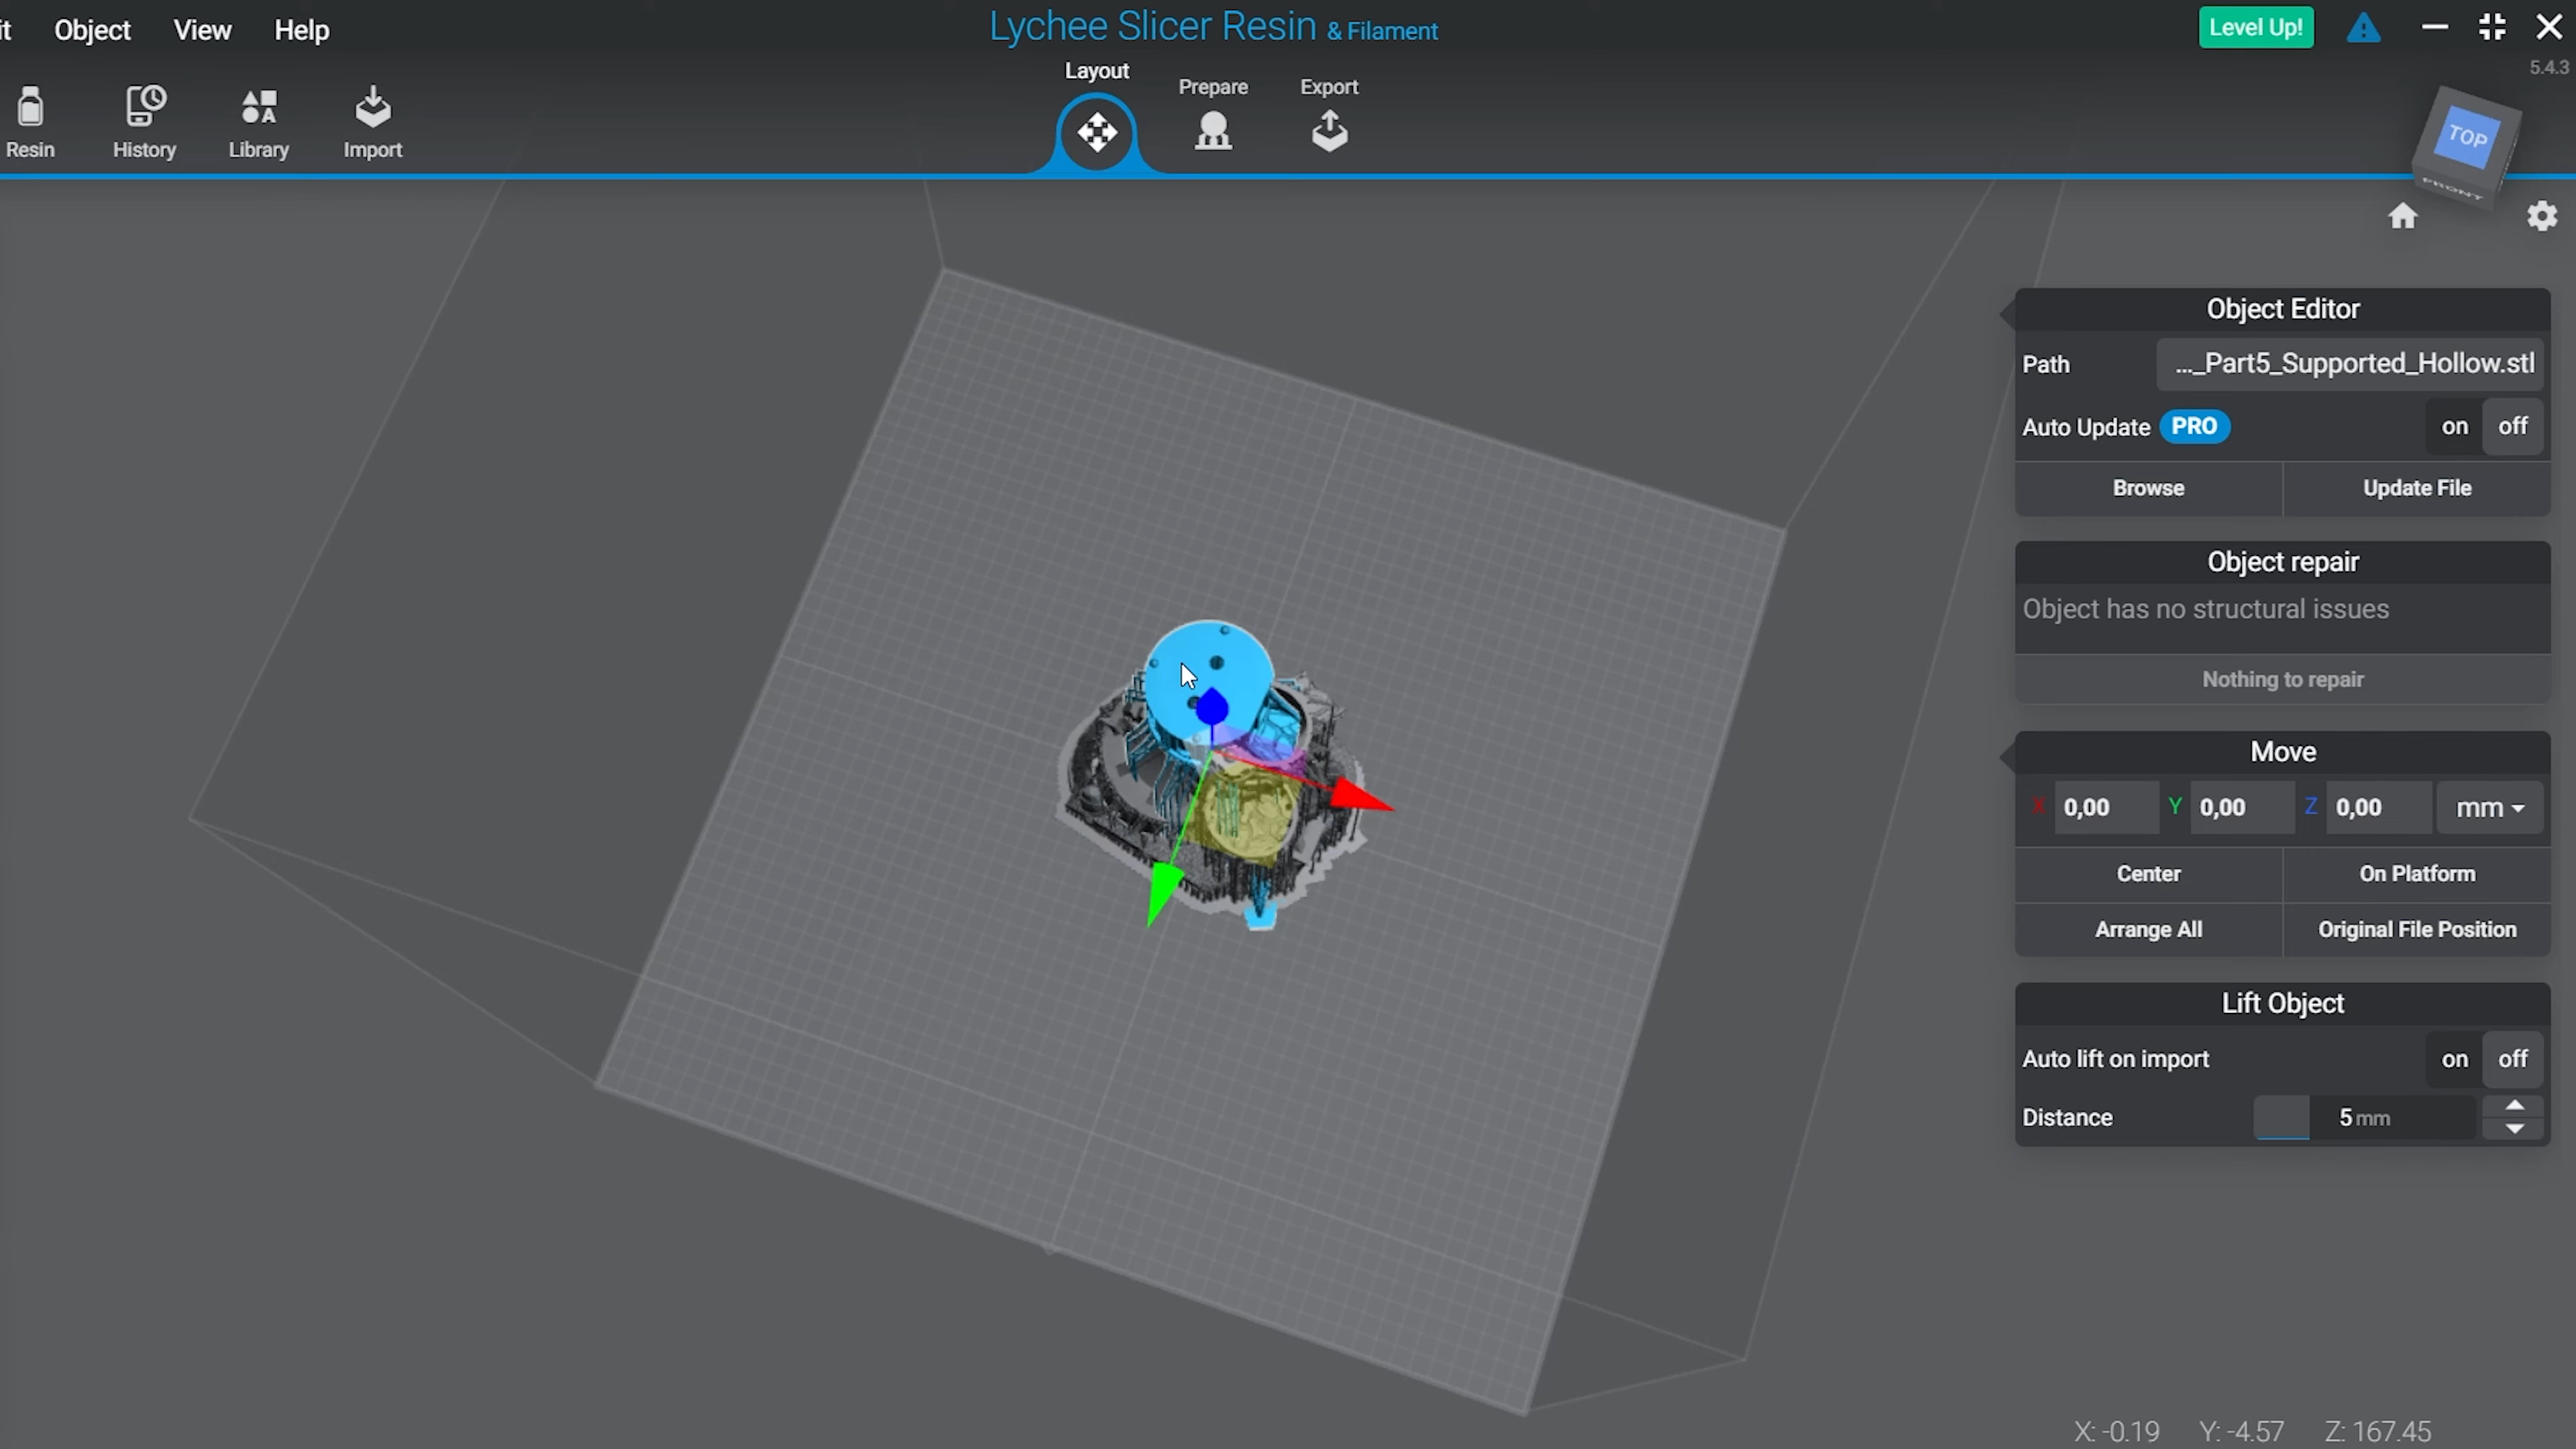 it Object View Help
Lychee Slicer Resin & Filament
Level Up!
5.4.3
Resin History Library Import
Layout Prepare Export
TOP
FRONT
Object Editor
Path ..._Part5_Supported_Hollow.stl
Auto Update PRO on off
Browse Update File
Object repair
Object has no structural issues
Nothing to repair
Move
X 0,00 Y 0,00 Z 0,00 mm
Center On Platform
Arrange All Original File Position
Lift Object
Auto lift on import on off
Distance 5 mm
X: -0.19 Y: -4.57 Z: 167.45